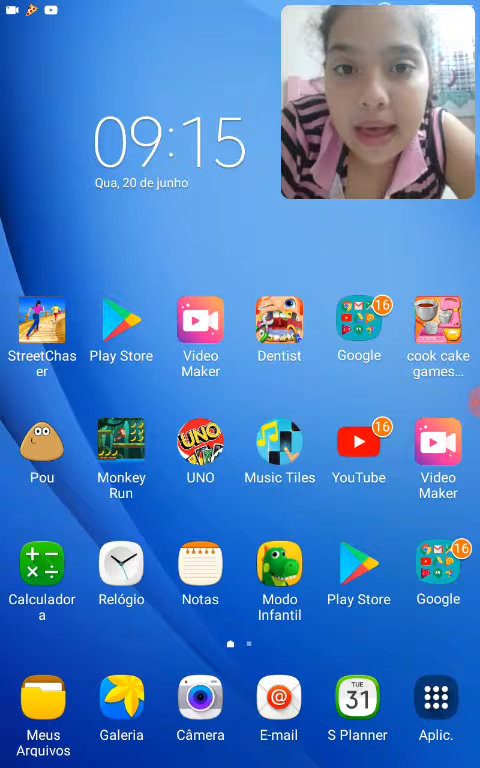 09:15
Qua, 20 de junho
StreetChas
er
Play Store
Video
Maker
Dentist
16
Google
cook cake
games...
Pou
Monkey
Run
UNO
UNO
Music Tiles
16
YouTube
Video
Maker
Calculador
a
Relógio
Notas
Modo
Infantil
Play Store
16
Google
Meus
Arquivos
Galeria
Câmera
E-mail
TUE
31
S Planner
Aplic.